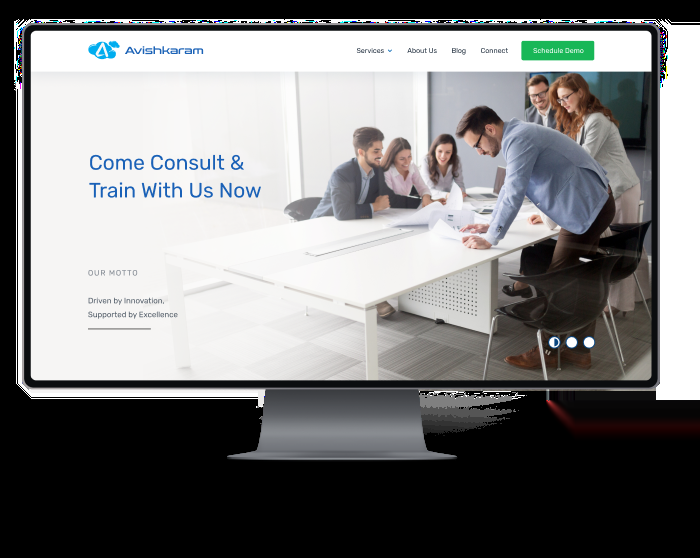 Avishkaram
Services
About Us
Blog
Connect
Schedule Demo
Come Consult &
Train With Us Now
OUR MOTTO
Driven by Innovation,
Supported by Excellence